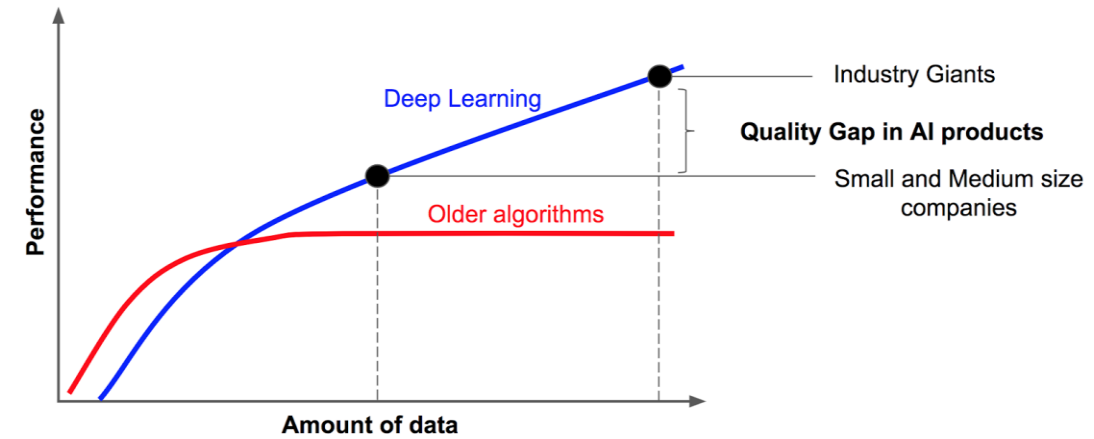 Industry Giants
Deep Learning
Quality Gap in AI products
Performance
Small and Medium size
companies
Older algorithms
Amount of data